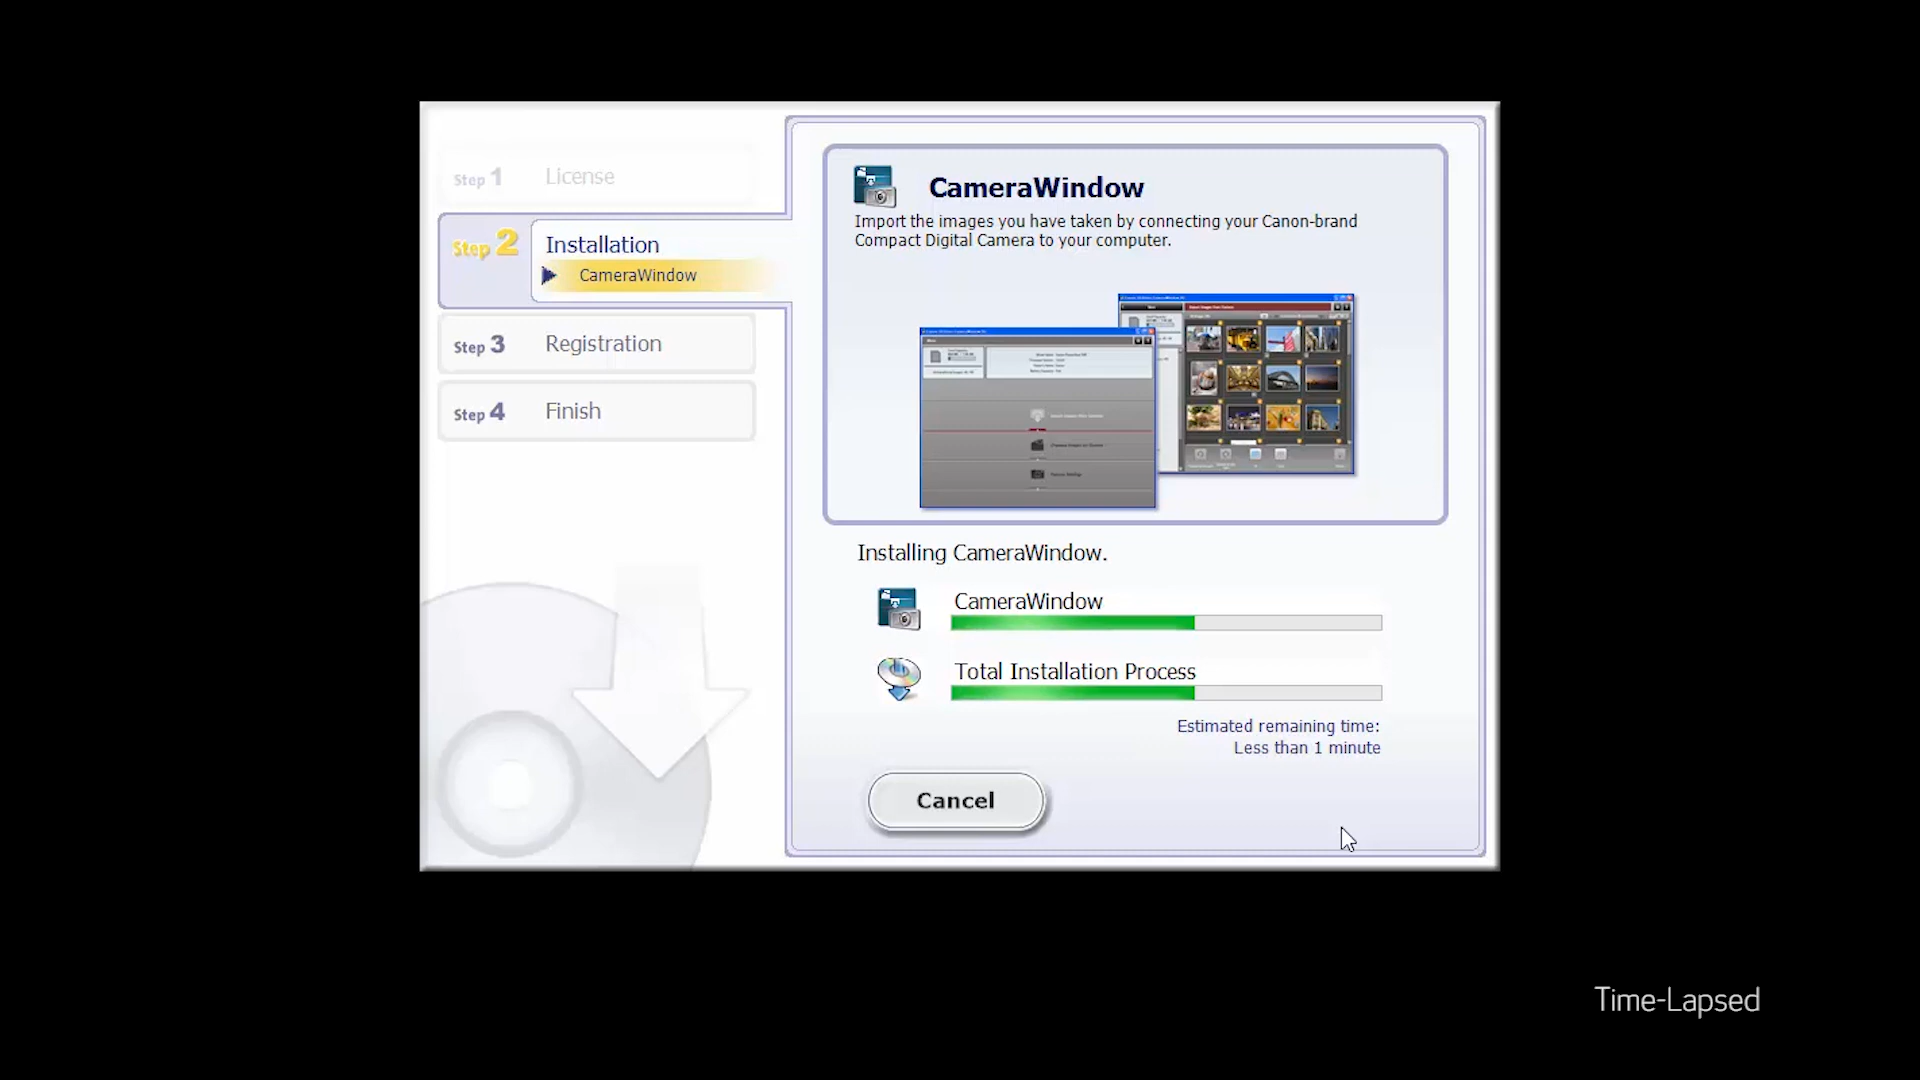 Step 1 License
Step 2 Installation
CameraWindow
Step 3 Registration
Step 4 Finish
CameraWindow
Import the images you have taken by connecting your Canon-brand
Compact Digital Camera to your computer.
Installing CameraWindow.
CameraWindow
Total Installation Process
Estimated remaining time:
Less than 1 minute
Cancel
Time-Lapsed